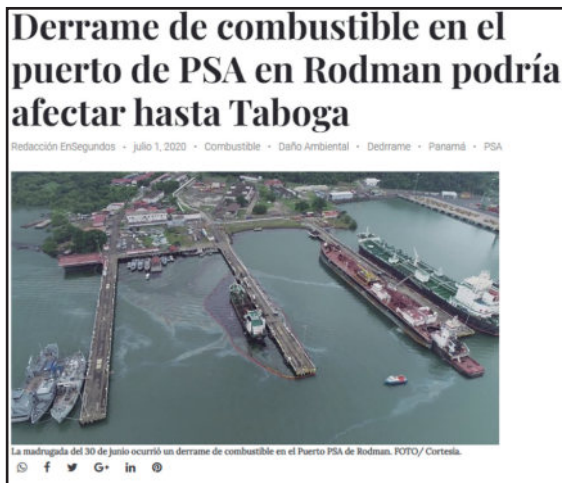 Derrame de combustible en el
puerto de PSA en Rodman podría
afectar hasta Taboga
Redacción EnSegundos • julio 1, 2020 • Combustible • Daño Ambiental • Dedrrame • Panamá • PSA
La madrugada del 30 de junio ocurrió un derrame de combustible en el Puerto PSA de Rodman. FOTO/ Cortesía.